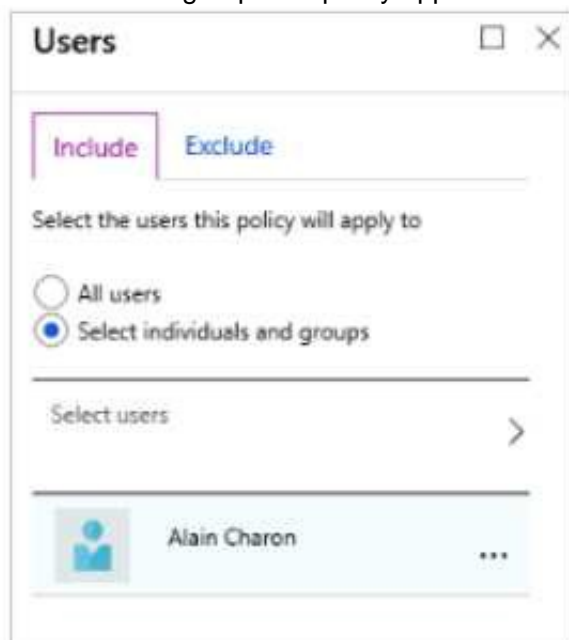 Users
Include Exclude
Select the users this policy will apply to
All users
Select individuals and groups
Select users
Alain Charon
...